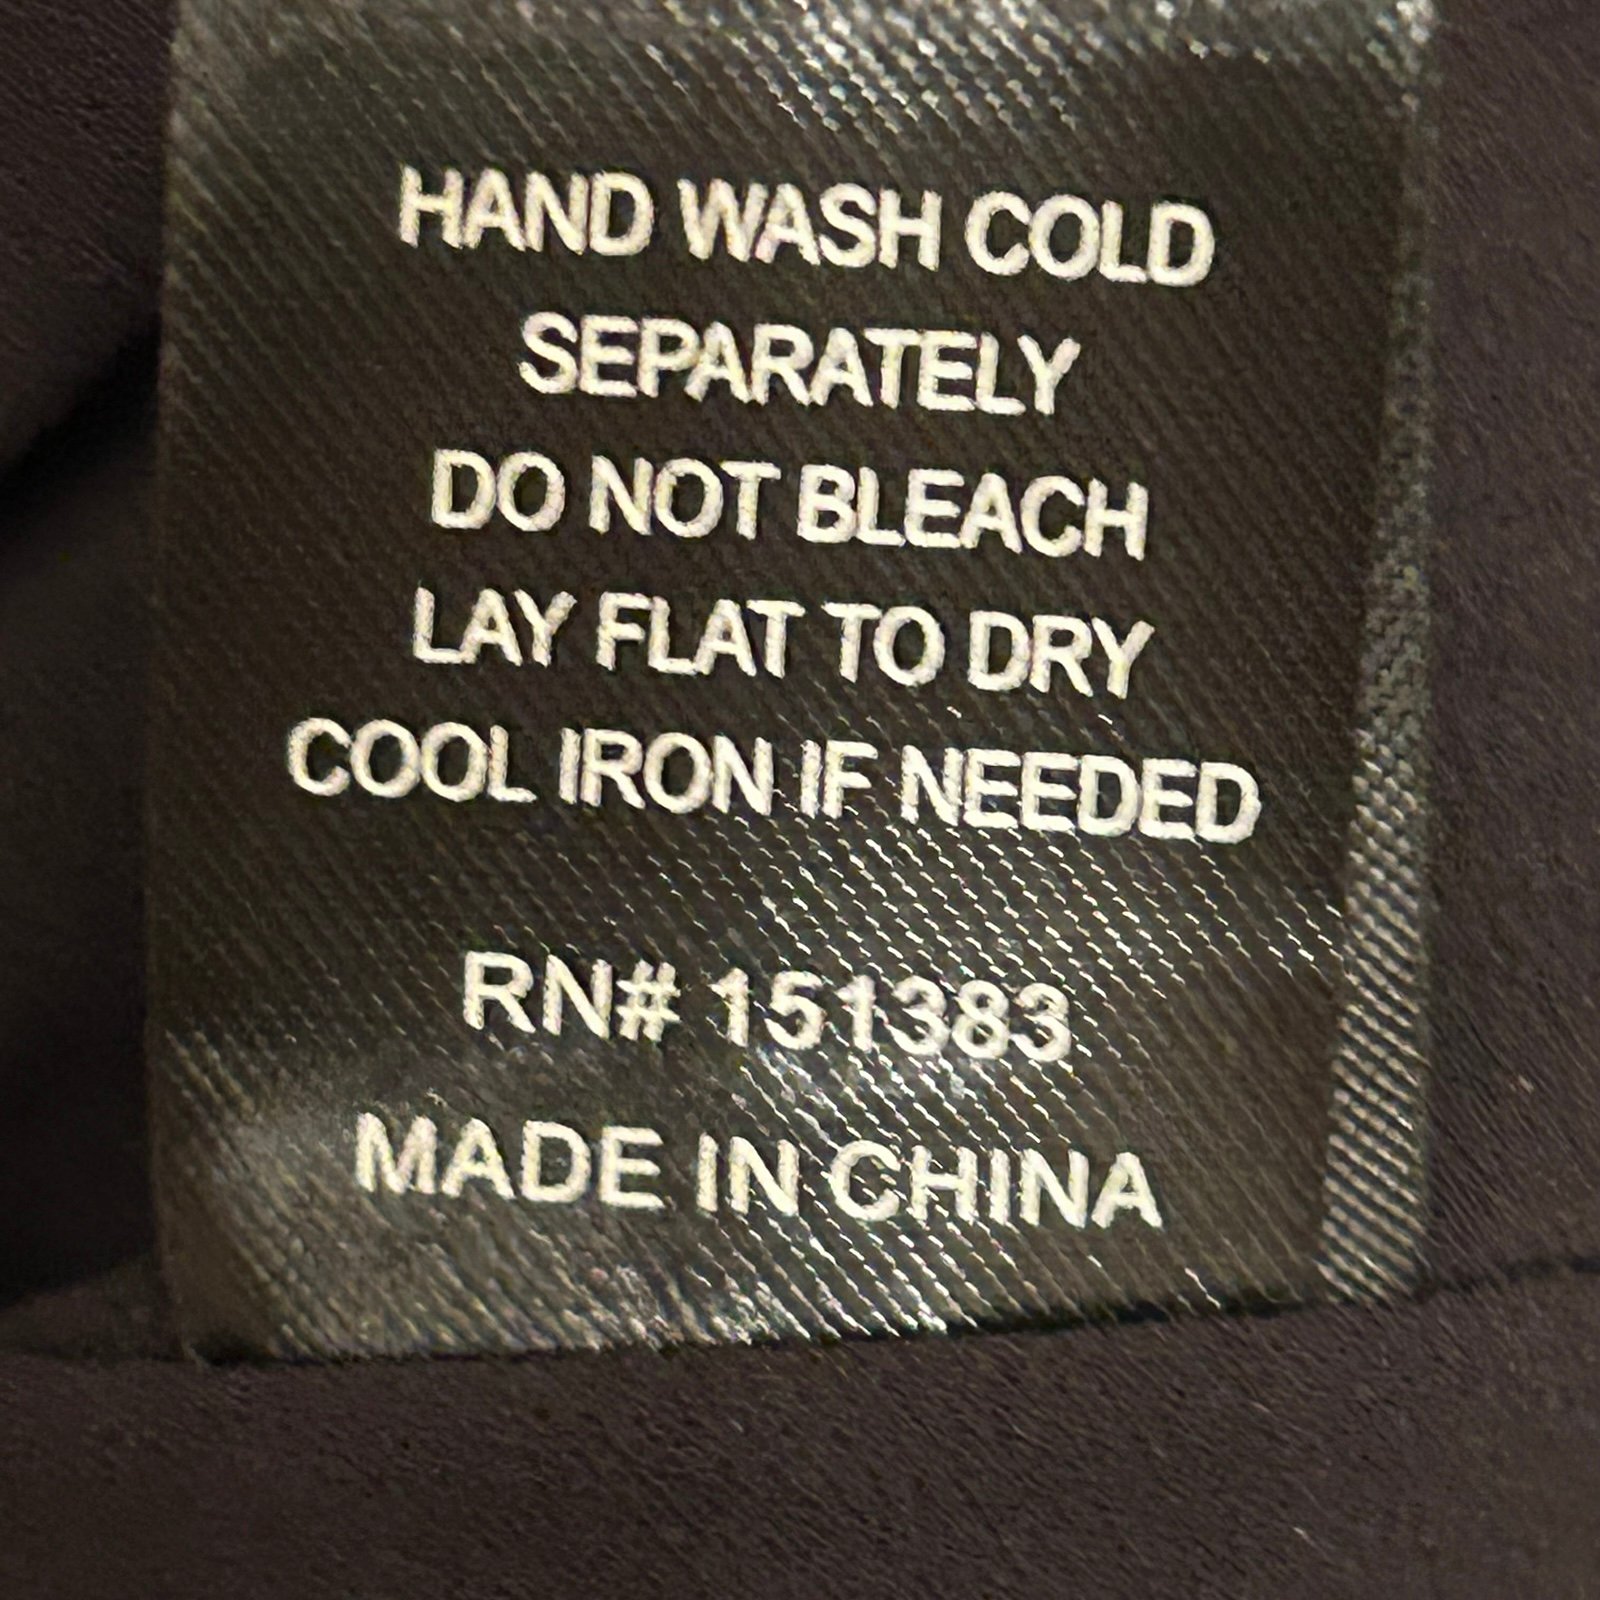 HAND WASH COLD
SEPARATELY
DO NOT BLEACH
LAY FLAT TO DRY
COOL IRON IF NEEDED
RN# 151383
MADE IN CHINA